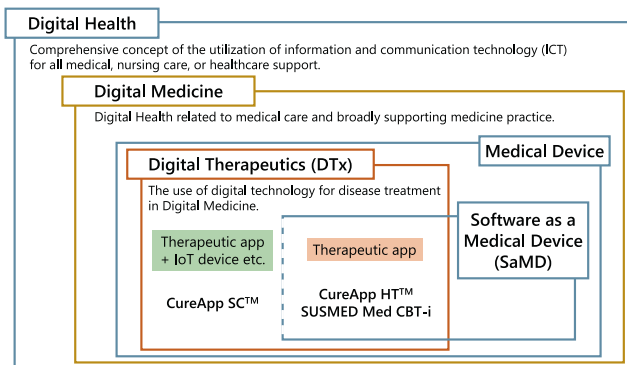 Digital Health
Comprehensive concept of the utilization of information and communication technology (ICT)
for all medical, nursing care, or healthcare support.
Digital Medicine
Digital Health related to medical care and broadly supporting medicine practice.
Medical Device
Digital Therapeutics (DTx)
The use of digital technology for disease treatment
in Digital Medicine.
Software as a
Medical Device
(SaMD)
Therapeutic app
+ IoT device etc.
Therapeutic app
CureApp SC™
CureApp HT™
SUSMED Med CBT-i